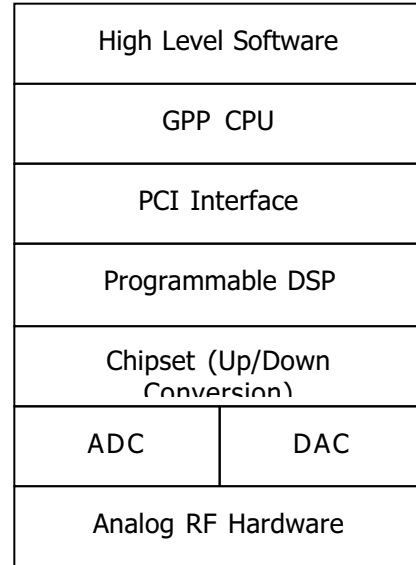 High Level Software
GPP CPU
PCI Interface
Programmable DSP
Chipset (Up/Down
Conversion)
ADC DAC
Analog RF Hardware